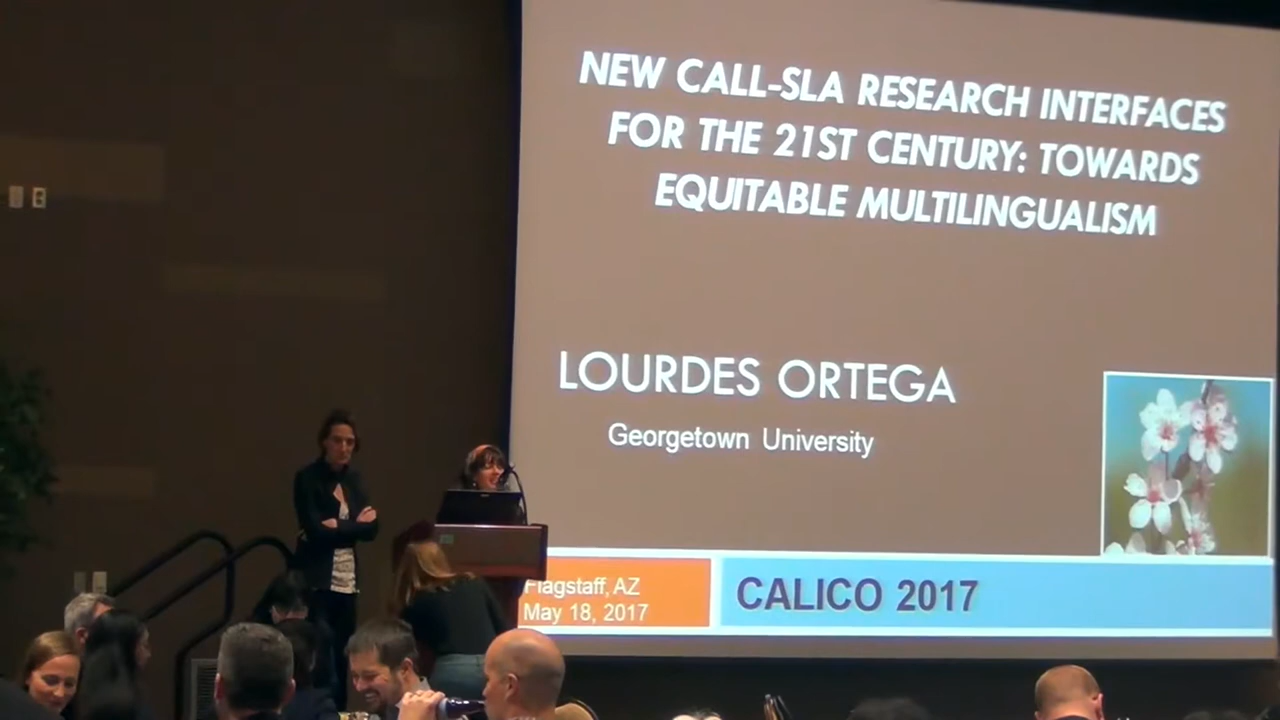 NEW CALL-SLA RESEARCH INTERFACES
FOR THE 21ST CENTURY: TOWARDS
EQUITABLE MULTILINGUALISM
LOURDES ORTEGA
Georgetown University
Flagstaff, AZ
May 18, 2017
CALICO 2017